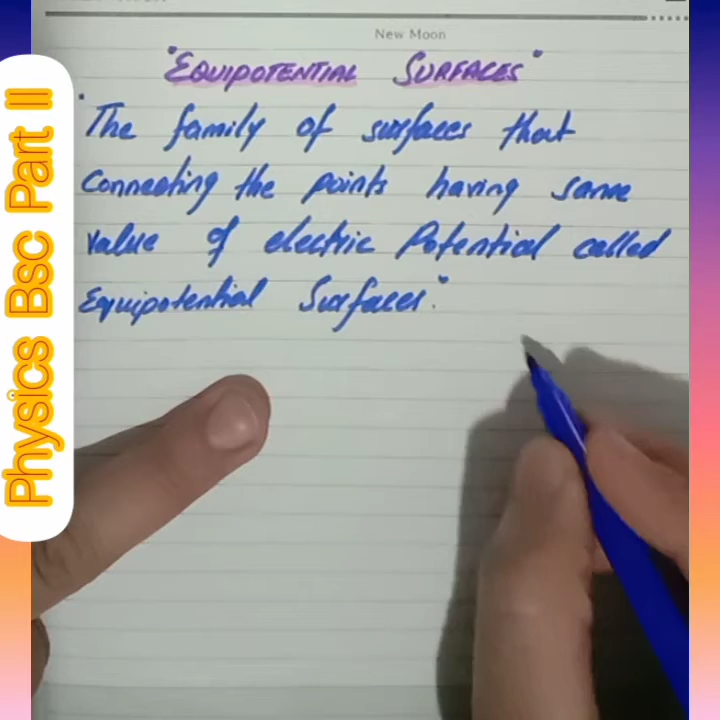 New Moon
"EQUIPOTENTIAL SURFACES"
"The family of surfaces that
connecting the points having same
value of electric Potential called
Equipotential Surfaces."
Physics Bsc Part II